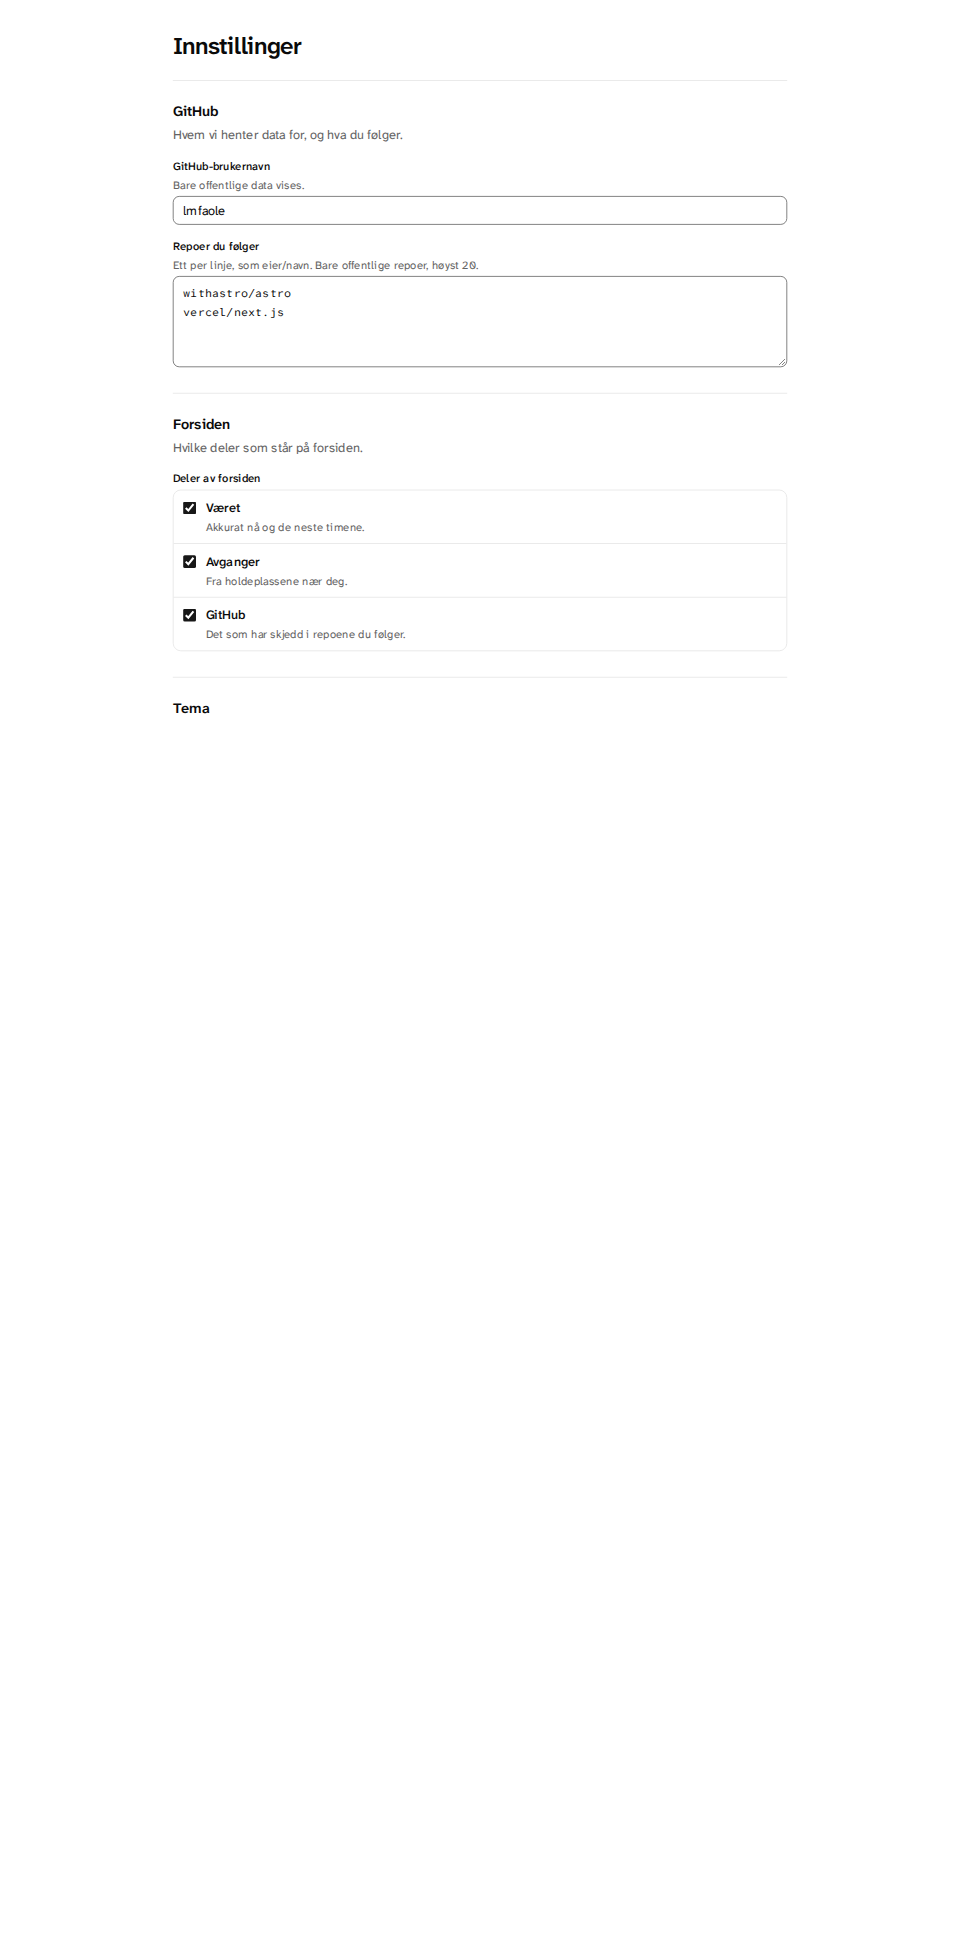 Innstillinger
GitHub
Hvem vi henter data for, og hva du følger.
GitHub-brukernavn
Bare offentlige data vises.
lmfaole
Repoer du følger
Ett per linje, som eier/navn. Bare offentlige repoer, høyst 20.
withastro/astro
vercel/next.js
Forsiden
Hvilke deler som står på forsiden.
Deler av forsiden
Været
Akkurat nå og de neste timene.
Avganger
Fra holdeplassene nær deg.
GitHub
Det som har skjedd i repoene du følger.
Tema